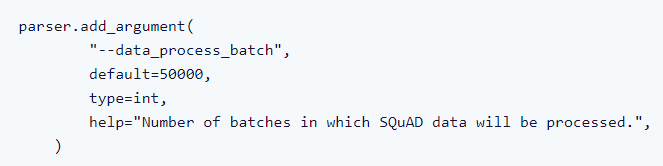 parser.add_argument(
        "--data_process_batch",
        default=50000,
        type=int,
        help="Number of batches in which SQuAD data will be processed.",
    )